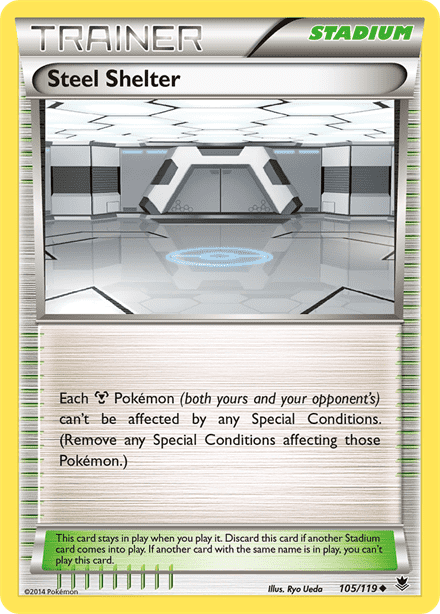 TRAINER
STADIUM
Steel Shelter
Each Pokémon (both yours and your opponent's)
can't be affected by any Special Conditions.
(Remove any Special Conditions affecting those
Pokémon.)
This card stays in play when you play it. Discard this card if another Stadium
card comes into play. If another card with the same name is in play, you can't
play this card.
©2014 Pokémon
Illus. Ryo Ueda
105/119